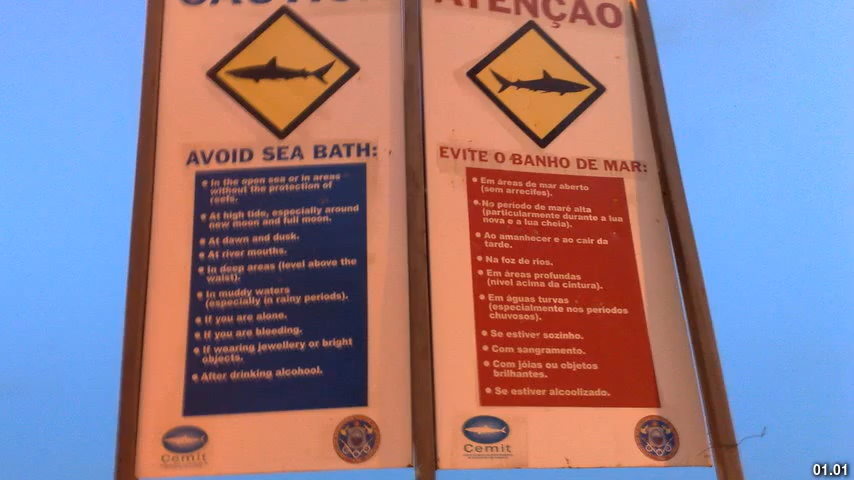 AVOID SEA BATH:
In the open sea or in areas
without the protection of
reefs.
At high tide, especially around
new moon and full moon.
At dawn and dusk.
At river mouths.
In deep areas (level above the
waist).
In muddy waters
(especially in rainy periods).
If you are alone.
If you are bleeding.
If wearing jewellery or bright
objects.
After drinking alcohool.
Cemit
ATENÇÃO
EVITE O BANHO DE MAR:
Em áreas de mar aberto
(sem arrecifes).
No período de maré alta
(particularmente durante a lua
nova e a lua cheia).
Ao amanhecer e ao cair da
tarde.
Na foz de rios.
Em áreas profundas
(nível acima da cintura).
Em águas turvas
(especialmente nos períodos
chuvosos).
Se estiver sozinho.
Com sangramento.
Com jóias ou objetos
brilhantes.
Se estiver alcoolizado.
Cemit
01.01